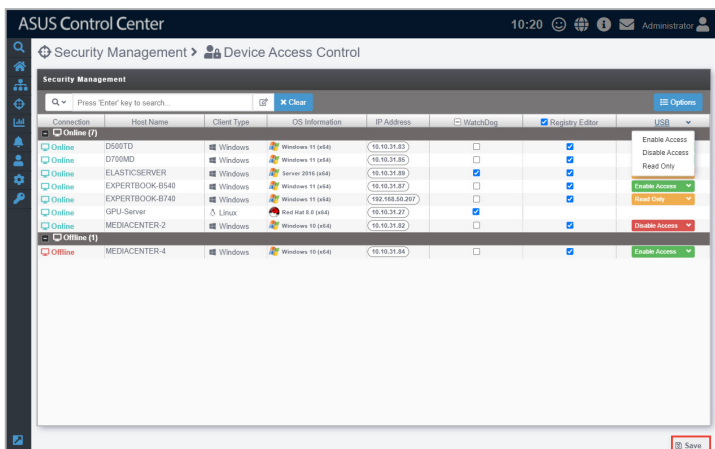 ASUS Control Center 10:20 Administrator
Security Management > Device Access Control
Security Management
Press 'Enter' key to search... × Clear Options
Connection Host Name Client Type OS Information IP Address WatchDog Registry Editor USB
Online (7)
Enable Access
Disable Access
Read Only
Online D500TD Windows Windows 11 (x64) 10.10.31.83
Online D700MD Windows Windows 11 (x64) 10.10.31.85
Online ELASTICSERVER Windows Server 2016 (x64) 10.10.31.89
Online EXPERTBOOK-B540 Windows Windows 11 (x64) 10.10.31.87 Enable Access
Online EXPERTBOOK-B740 Windows Windows 11 (x64) 192.168.50.207 Read Only
Online GPU-Server Linux Red Hat 8.0 (x64) 10.10.31.27
Online MEDIACENTER-2 Windows Windows 10 (x64) 10.10.31.82 Disable Access
Offline (1)
Offline MEDIACENTER-4 Windows Windows 10 (x64) 10.10.31.84 Enable Access
Save